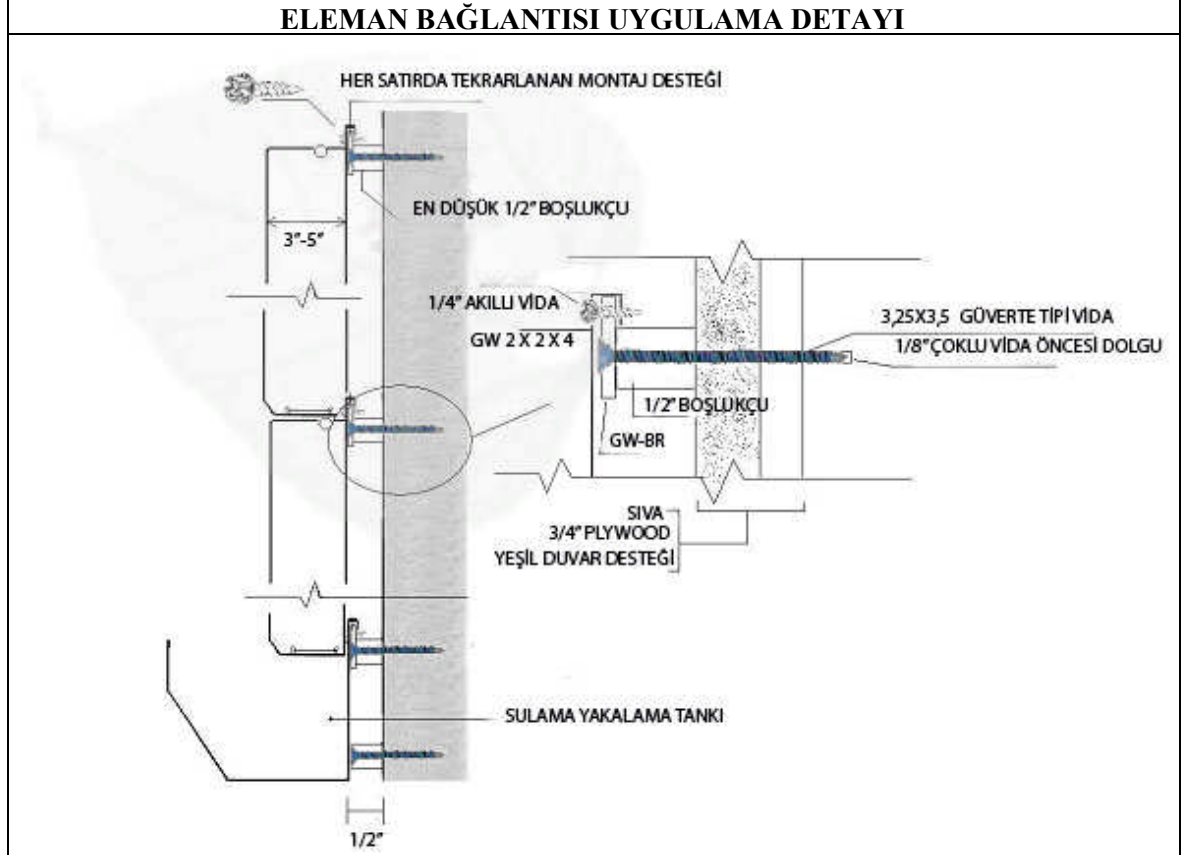 ELEMAN BAĞLANTISI UYGULAMA DETAYI
HER SATIRDA TEKRARLANAN MONTAJ DESTEĞİ
EN DÜŞÜK 1/2" BOŞLUKÇU
3"-5"
1/4" AKILLI VİDA
GW 2 X 2 X 4
3,25X3,5 GÜVERTE TİPİ VİDA
1/8" ÇOKLU VİDA ÖNCESİ DOLGU
1/2" BOŞLUKÇU
GW-BR
SIVA
3/4" PLYWOOD
YEŞİL DUVAR DESTEĞİ
SULAMA YAKALAMA TANKI
1/2"